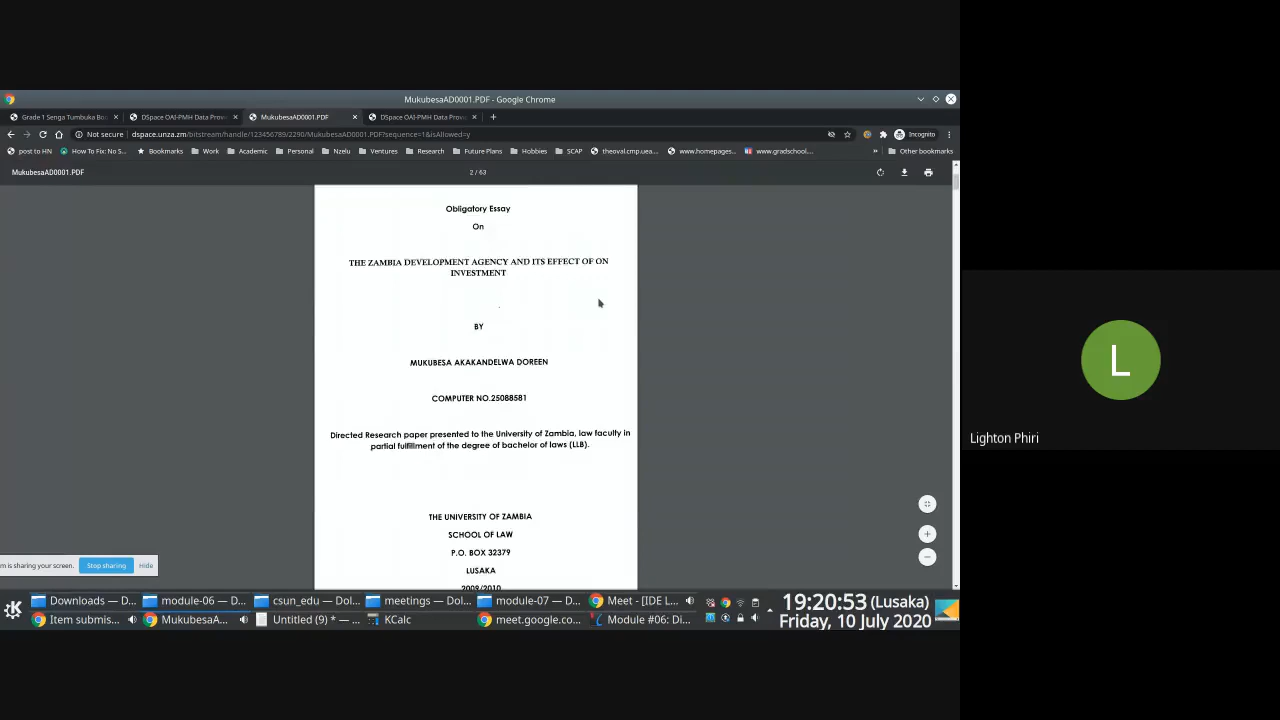 MukubesaAD0001.PDF - Google Chrome
Grade 1 Senga Tumbuka Bo
DSpace OAI-PMH Data Prov
MukubesaAD0001.PDF
DSpace OAI-PMH Data Prova
Not secure | dspace.unza.zm/bitstream/handle/123456789/2290/MukubesaAD0001.PDF?sequence=1&isAllowed=y
Incognito
post to HN
How To Fix: No S...
Bookmarks
Work
Academic
Personal
Nzelu
Ventures
Research
Future Plans
Hobbies
SCAP
theoval.cmp.uea....
www.homepages...
www.gradschool....
»
Other bookmarks
MukubesaAD0001.PDF
2 / 63
Obligatory Essay
On
THE ZAMBIA DEVELOPMENT AGENCY AND ITS EFFECT OF ON
INVESTMENT
BY
MUKUBESA AKAKANDELWA DOREEN
COMPUTER NO.25088581
Directed Research paper presented to the University of Zambia, law faculty in
partial fulfillment of the degree of bachelor of laws (LLB).
THE UNIVERSITY OF ZAMBIA
SCHOOL OF LAW
P.O. BOX 32379
LUSAKA
2009/2010
m is sharing your screen.
Stop sharing
Hide
Downloads — D...
module-06 — D...
csun_edu — Dol...
meetings — Dol...
module-07 — D...
Meet - [IDE L...
Item submis...
MukubesaA...
Untitled (9) * — ...
KCalc
meet.google.co...
Module #06: Di...
19:20:53 (Lusaka)
Friday, 10 July 2020
L
Lighton Phiri